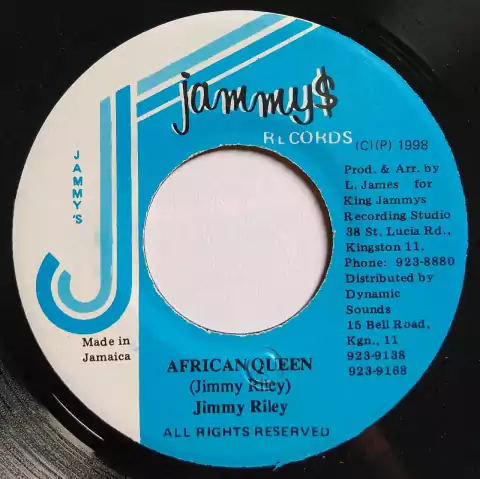 jammy$
RECORDS
(C)(P) 1998
JAMMY'S
Prod. & Arr. by
L. James for
King Jammys
Recording Studio
38 St. Lucia Rd.,
Kingston 11.
Phone: 923-8880
Distributed by
Dynamic
Sounds
15 Bell Road,
Kgn., 11
923-9138
923-9168
Made in
Jamaica
AFRICAN QUEEN
(Jimmy Riley)
Jimmy Riley
ALL RIGHTS RESERVED